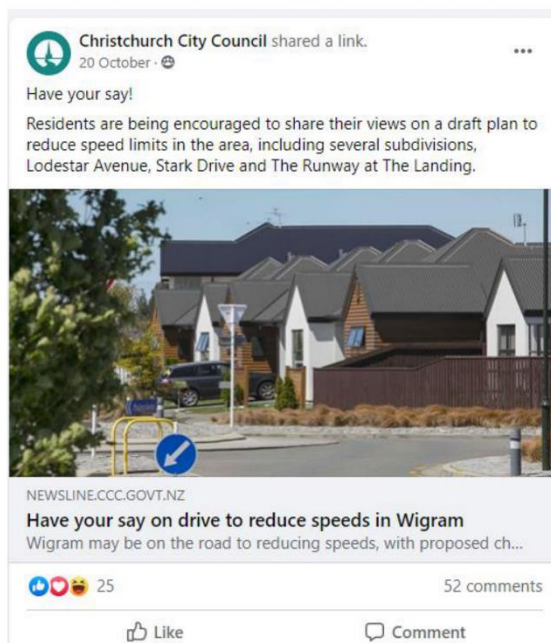 Christchurch City Council shared a link.
20 October ·
Have your say!
Residents are being encouraged to share their views on a draft plan to
reduce speed limits in the area, including several subdivisions,
Lodestar Avenue, Stark Drive and The Runway at The Landing.
NEWSLINE.CCC.GOVT.NZ
Have your say on drive to reduce speeds in Wigram
Wigram may be on the road to reducing speeds, with proposed ch...
25
52 comments
Like
Comment